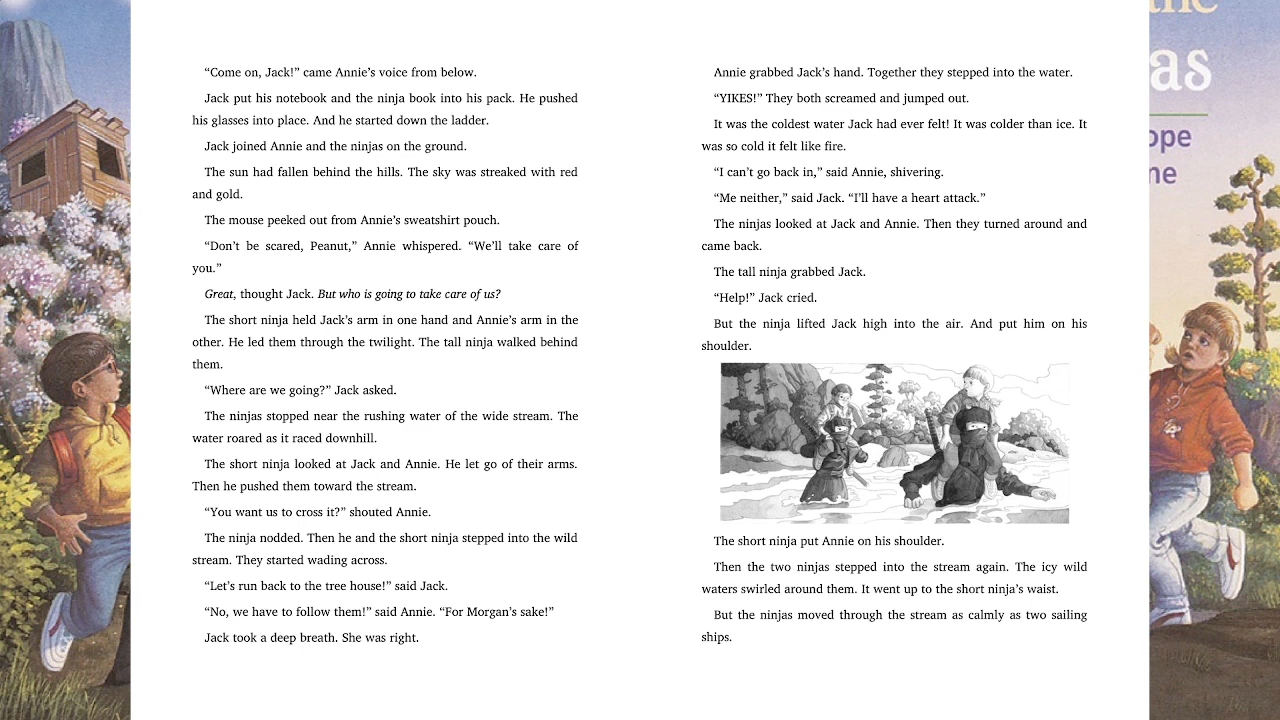 “Come on, Jack!” came Annie’s voice from below.
Jack put his notebook and the ninja book into his pack. He pushed
his glasses into place. And he started down the ladder.
Jack joined Annie and the ninjas on the ground.
The sun had fallen behind the hills. The sky was streaked with red
and gold.
The mouse peeked out from Annie’s sweatshirt pouch.
“Don’t be scared, Peanut,” Annie whispered. “We’ll take care of
you.”
Great, thought Jack. But who is going to take care of us?
The short ninja held Jack’s arm in one hand and Annie’s arm in the
other. He led them through the twilight. The tall ninja walked behind
them.
“Where are we going?” Jack asked.
The ninjas stopped near the rushing water of the wide stream. The
water roared as it raced downhill.
The short ninja looked at Jack and Annie. He let go of their arms.
Then he pushed them toward the stream.
“You want us to cross it?” shouted Annie.
The ninja nodded. Then he and the short ninja stepped into the wild
stream. They started wading across.
“Let’s run back to the tree house!” said Jack.
“No, we have to follow them!” said Annie. “For Morgan’s sake!”
Jack took a deep breath. She was right.
Annie grabbed Jack’s hand. Together they stepped into the water.
“YIKES!” They both screamed and jumped out.
It was the coldest water Jack had ever felt! It was colder than ice. It
was so cold it felt like fire.
“I can’t go back in,” said Annie, shivering.
“Me neither,” said Jack. “I’ll have a heart attack.”
The ninjas looked at Jack and Annie. Then they turned around and
came back.
The tall ninja grabbed Jack.
“Help!” Jack cried.
But the ninja lifted Jack high into the air. And put him on his
shoulder.
The short ninja put Annie on his shoulder.
Then the two ninjas stepped into the stream again. The icy wild
waters swirled around them. It went up to the short ninja’s waist.
But the ninjas moved through the stream as calmly as two sailing
ships.
as
ope
ne